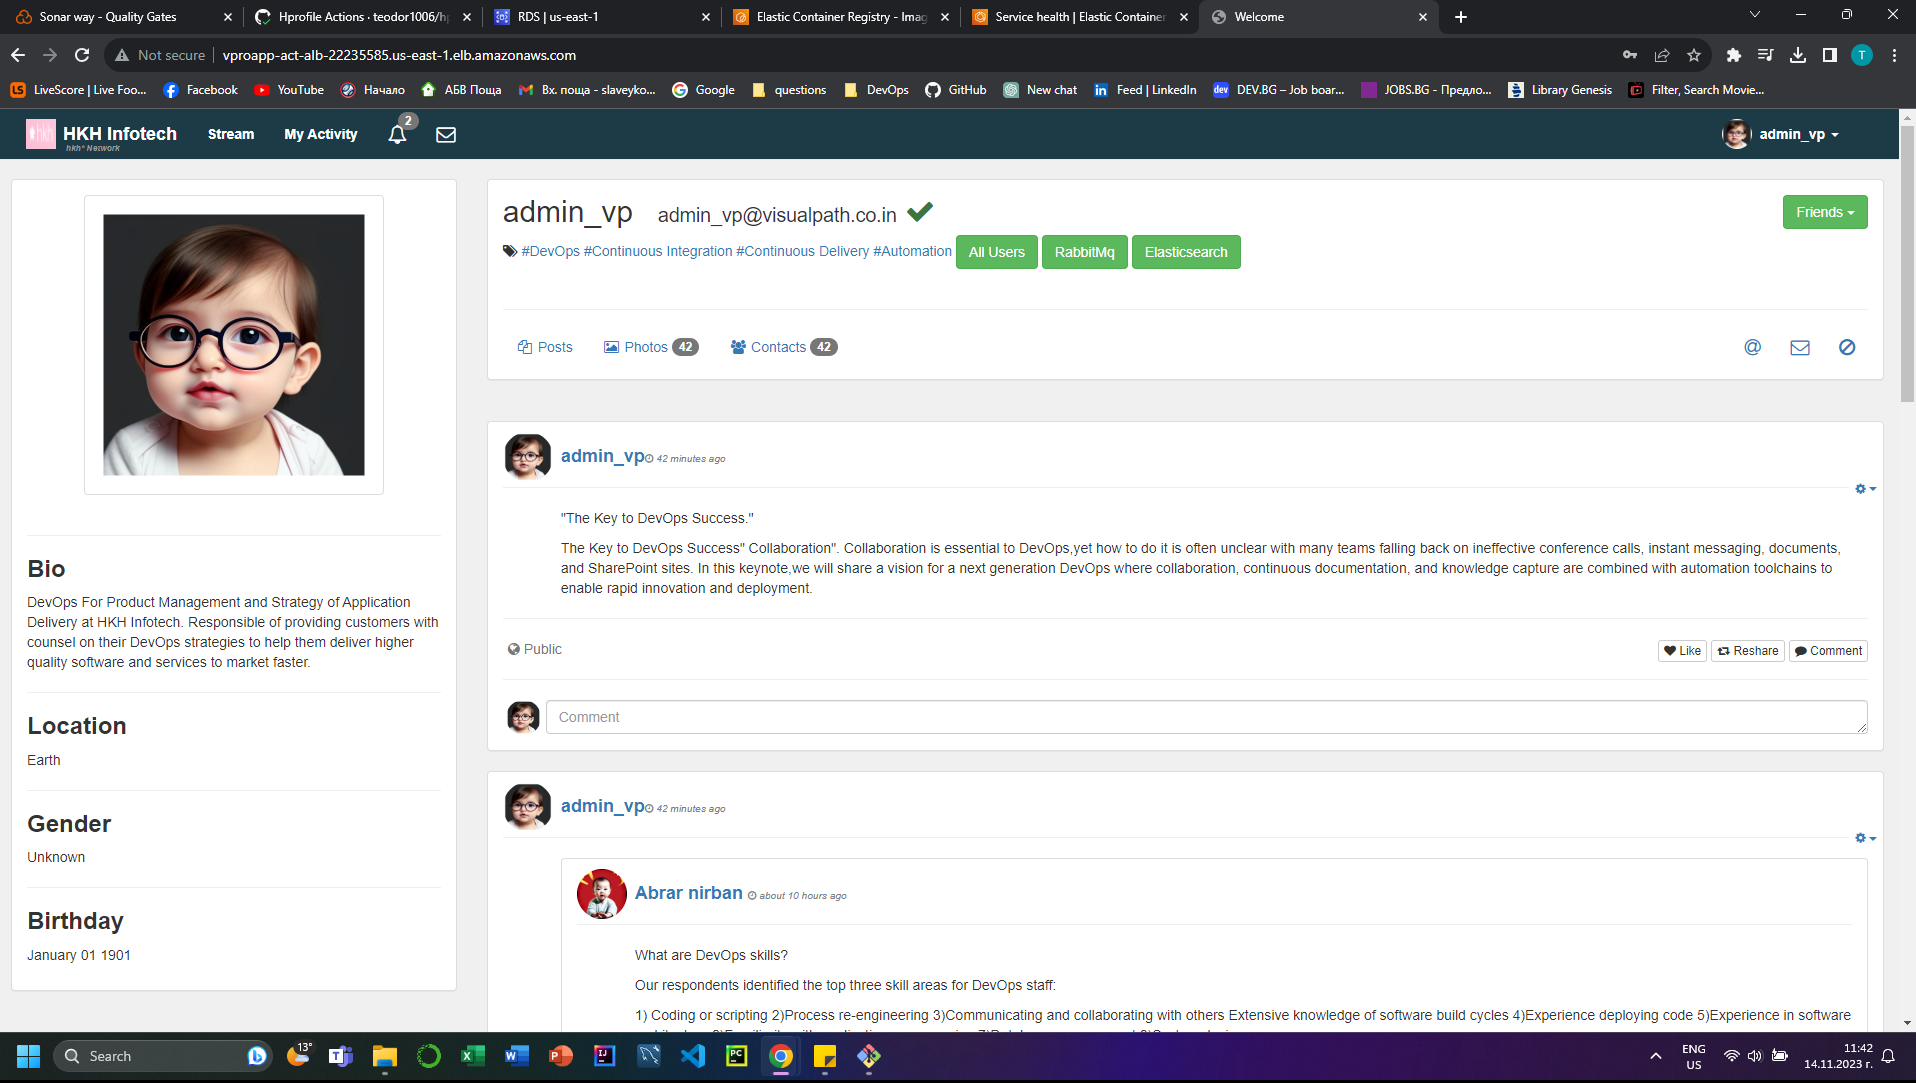 Sonar way - Quality Gates
Hprofile Actions · teodor1006/hp
RDS | us-east-1
Elastic Container Registry - Imag
Service health | Elastic Container
Welcome
Not secure
vproapp-act-alb-22235585.us-east-1.elb.amazonaws.com
T
LS
LiveScore | Live Foo...
Facebook
YouTube
Начало
АБВ Поща
Вх. поща - slaveyko...
Google
questions
DevOps
GitHub
New chat
Feed | LinkedIn
DEV.BG – Job boar...
JOBS.BG - Предло...
Library Genesis
Filter, Search Movie...
HKH Infotech
hkh* Network
Stream
My Activity
2
admin_vp
Bio
DevOps For Product Management and Strategy of Application
Delivery at HKH Infotech. Responsible of providing customers with
counsel on their DevOps strategies to help them deliver higher
quality software and services to market faster.
Location
Earth
Gender
Unknown
Birthday
January 01 1901
admin_vp admin_vp@visualpath.co.in
Friends
#DevOps #Continuous Integration #Continuous Delivery #Automation
All Users
RabbitMq
Elasticsearch
Posts
Photos 42
Contacts 42
@
admin_vp 42 minutes ago
"The Key to DevOps Success."
The Key to DevOps Success" Collaboration". Collaboration is essential to DevOps,yet how to do it is often unclear with many teams falling back on ineffective conference calls, instant messaging, documents,
and SharePoint sites. In this keynote,we will share a vision for a next generation DevOps where collaboration, continuous documentation, and knowledge capture are combined with automation toolchains to
enable rapid innovation and deployment.
Public
Like
Reshare
Comment
Comment
admin_vp 42 minutes ago
Abrar nirban about 10 hours ago
What are DevOps skills?
Our respondents identified the top three skill areas for DevOps staff:
1) Coding or scripting 2)Process re-engineering 3)Communicating and collaborating with others Extensive knowledge of software build cycles 4)Experience deploying code 5)Experience in software
Search
13°
ENG
US
11:42
14.11.2023 г.